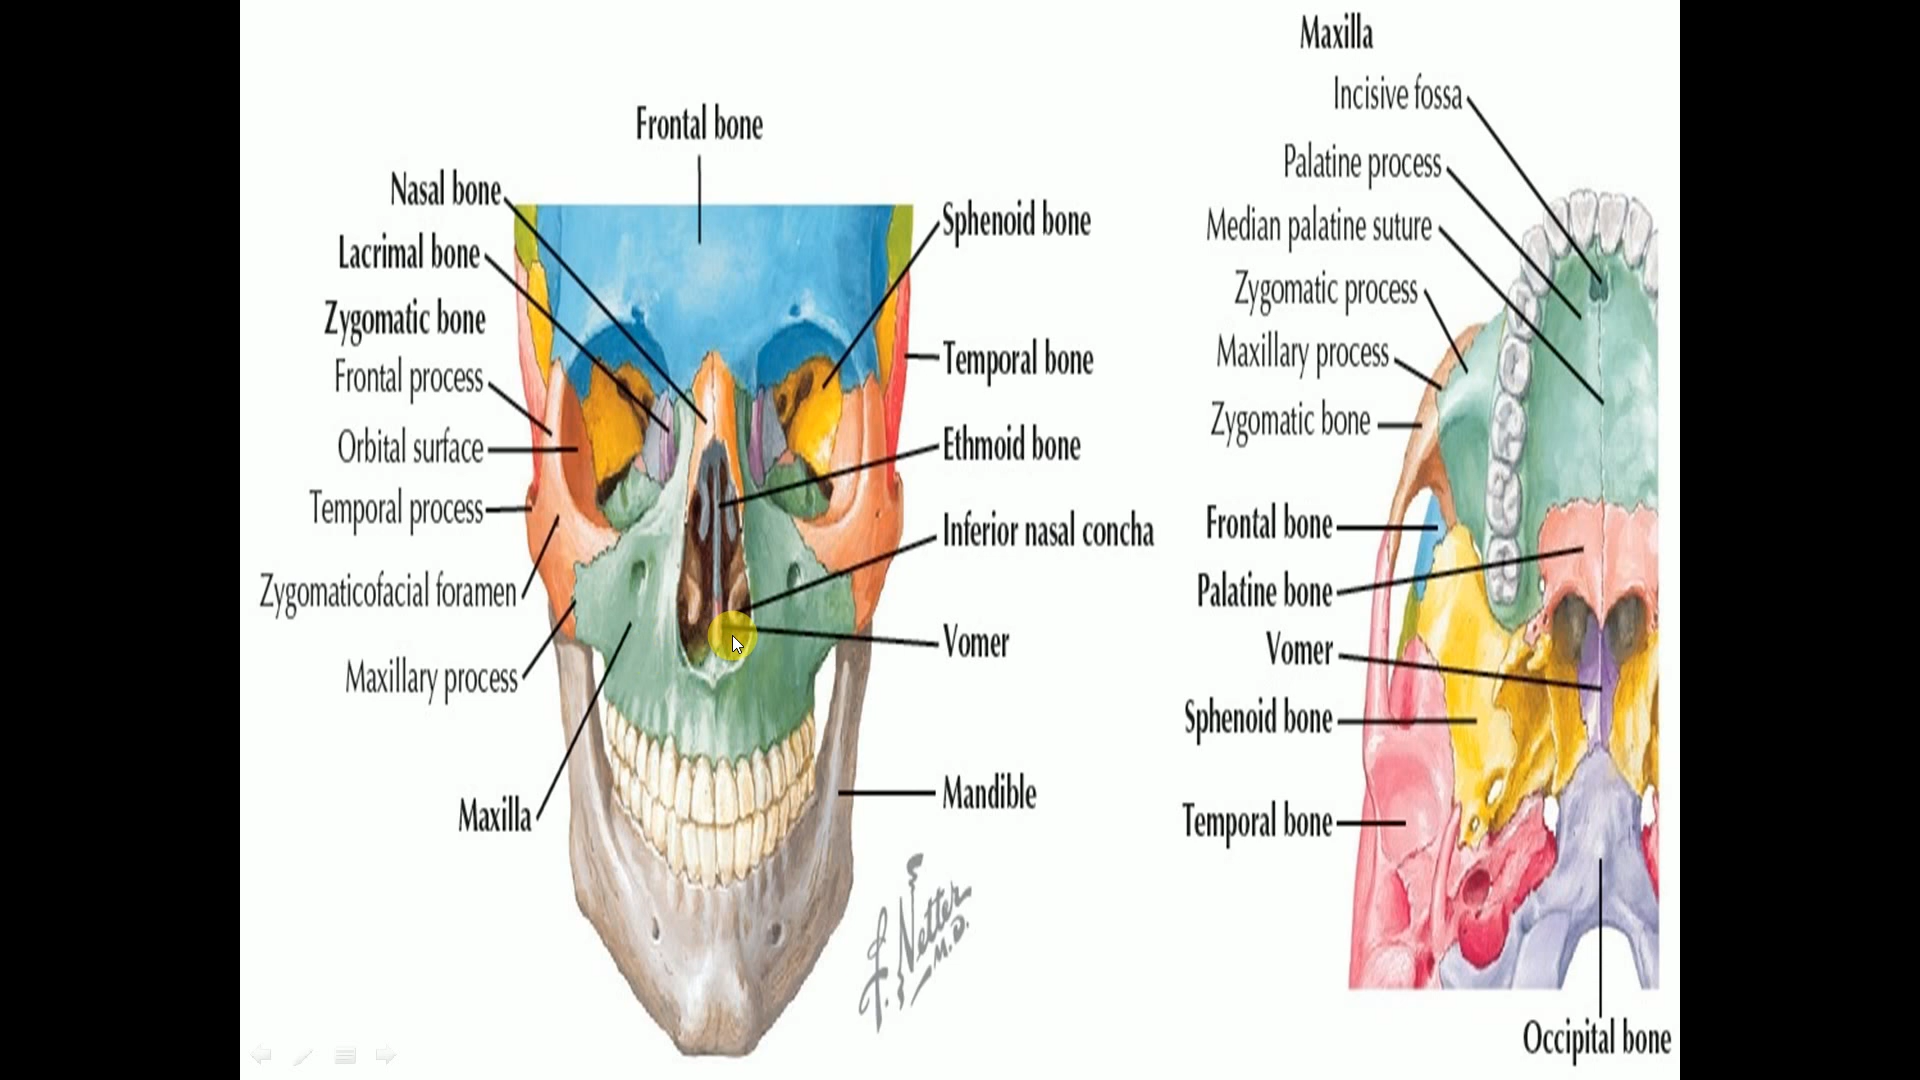 Frontal bone
Nasal bone
Lacrimal bone
Zygomatic bone
Frontal process
Orbital surface
Temporal process
Zygomaticofacial foramen
Maxillary process
Maxilla
Sphenoid bone
Temporal bone
Ethmoid bone
Inferior nasal concha
Vomer
Mandible
F. Netter
M.D.
Maxilla
Incisive fossa
Palatine process
Median palatine suture
Zygomatic process
Maxillary process
Zygomatic bone
Frontal bone
Palatine bone
Vomer
Sphenoid bone
Temporal bone
Occipital bone